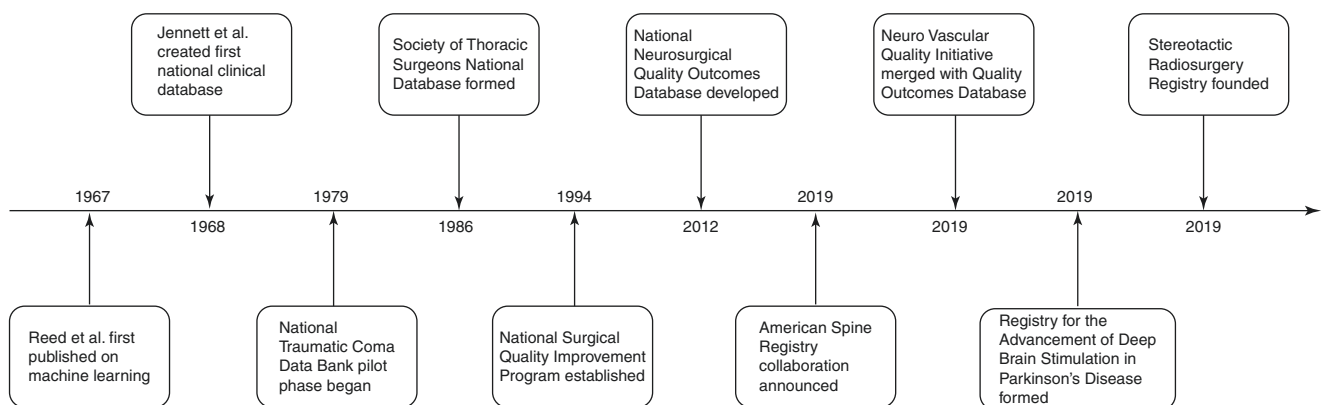 Jennett et al.
created first
national clinical
database
Society of Thoracic
Surgeons National
Database formed
National
Neurosurgical
Quality Outcomes
Database developed
Neuro Vascular
Quality Initiative
merged with Quality
Outcomes Database
Stereotactic
Radiosurgery
Registry founded
1967
1979
1994
2019
2019
1968
1986
2012
2019
2019
Reed et al. first
published on
machine learning
National
Traumatic Coma
Data Bank pilot
phase began
National Surgical
Quality Improvement
Program established
American Spine
Registry
collaboration
announced
Registry for the
Advancement of Deep
Brain Stimulation in
Parkinson’s Disease
formed